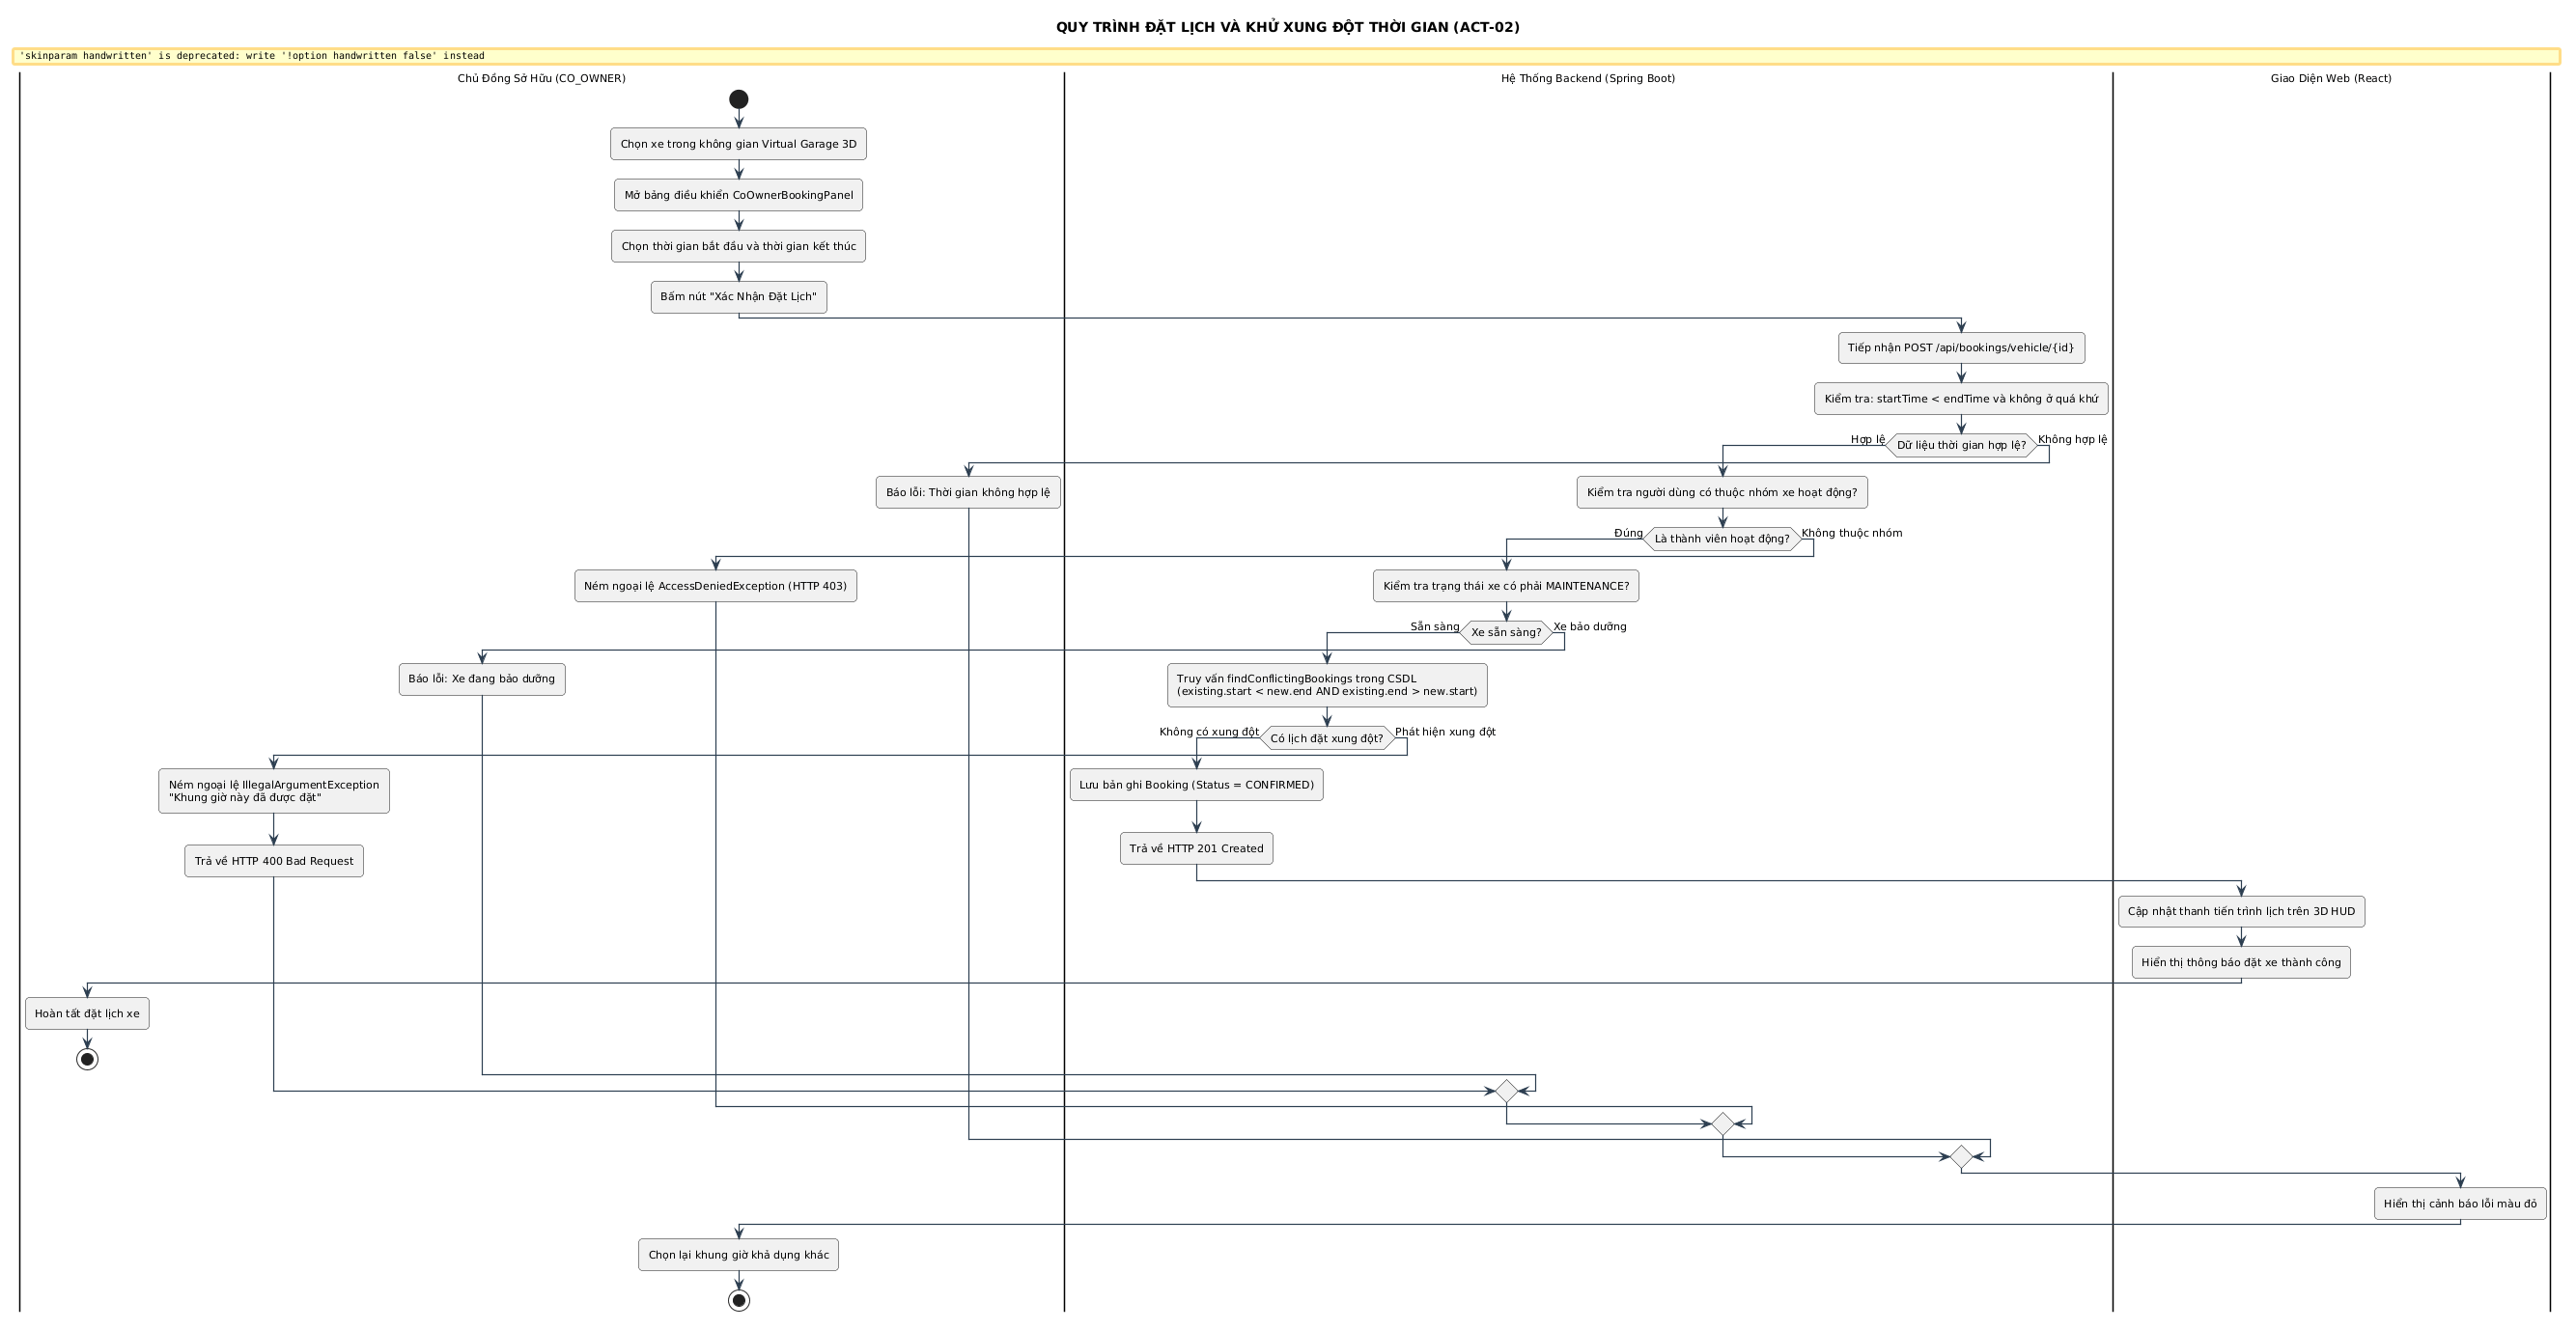 QUY TRÌNH ĐẶT LỊCH VÀ KHỬ XUNG ĐỘT THỜI GIAN (ACT-02)
'skinparam handwritten' is deprecated: write '!option handwritten false' instead
Chủ Đồng Sở Hữu (CO_OWNER)
Hệ Thống Backend (Spring Boot)
Giao Diện Web (React)
Chọn xe trong không gian Virtual Garage 3D
Mở bảng điều khiển CoOwnerBookingPanel
Chọn thời gian bắt đầu và thời gian kết thúc
Bấm nút "Xác Nhận Đặt Lịch"
Tiếp nhận POST /api/bookings/vehicle/{id}
Kiểm tra: startTime < endTime và không ở quá khứ
Hợp lệ
Dữ liệu thời gian hợp lệ?
Không hợp lệ
Báo lỗi: Thời gian không hợp lệ
Kiểm tra người dùng có thuộc nhóm xe hoạt động?
Đúng
Là thành viên hoạt động?
Không thuộc nhóm
Ném ngoại lệ AccessDeniedException (HTTP 403)
Kiểm tra trạng thái xe có phải MAINTENANCE?
Sẵn sàng
Xe sẵn sàng?
Xe bảo dưỡng
Báo lỗi: Xe đang bảo dưỡng
Truy vấn findConflictingBookings trong CSDL
(existing.start < new.end AND existing.end > new.start)
Không có xung đột
Có lịch đặt xung đột?
Phát hiện xung đột
Ném ngoại lệ IllegalArgumentException
"Khung giờ này đã được đặt"
Lưu bản ghi Booking (Status = CONFIRMED)
Trả về HTTP 400 Bad Request
Trả về HTTP 201 Created
Cập nhật thanh tiến trình lịch trên 3D HUD
Hiển thị thông báo đặt xe thành công
Hoàn tất đặt lịch xe
Hiển thị cảnh báo lỗi màu đỏ
Chọn lại khung giờ khả dụng khác